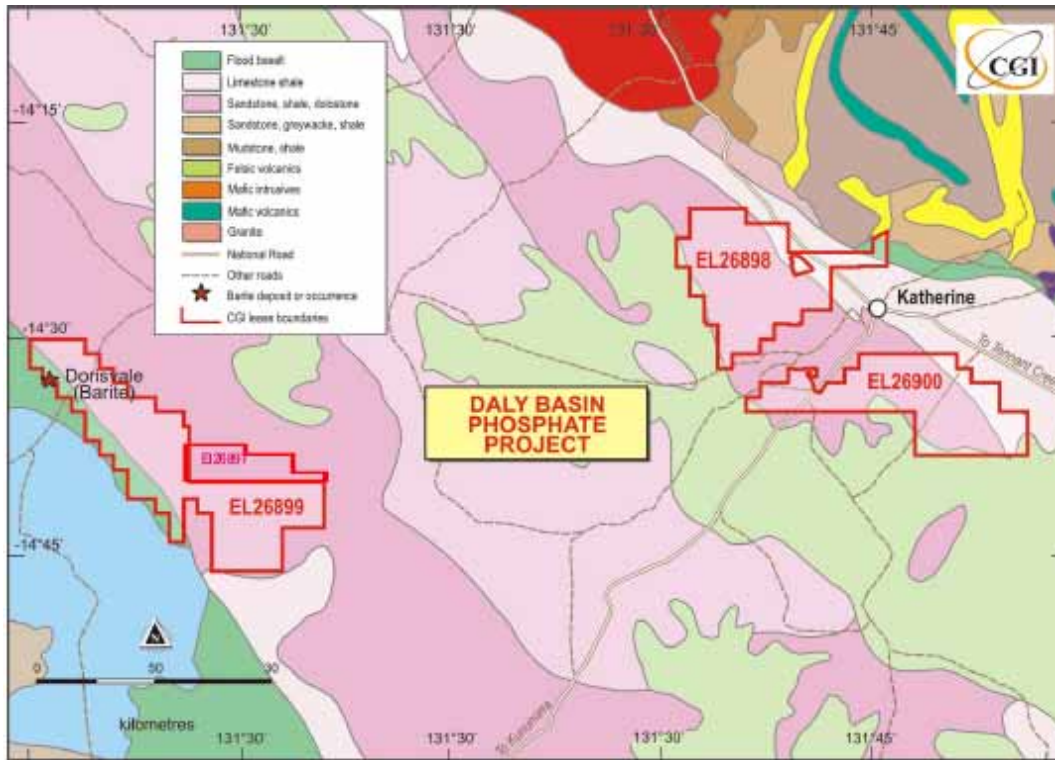 131°30'
131°30'
131°30'
131°45'
CGI
Flood basalt
Limestone shale
Sandstone, shale, dolostone
Sandstone, greywacke, shale
Mudstone, shale
Felsic volcanics
Mafic intrusives
Mafic volcanics
Granite
National Road
Other roads
Barite deposit or occurrence
CGI lease boundaries
-14°15'
-14°30'
-14°45'
EL26898
Katherine
To Tennant Creek
EL26900
Dorisvale
(Barite)
DALY BASIN
PHOSPHATE
PROJECT
EL26897
EL26899
N
0 50 30
kilometres
To Kununurra
131°30'
131°30'
131°30'
131°45'